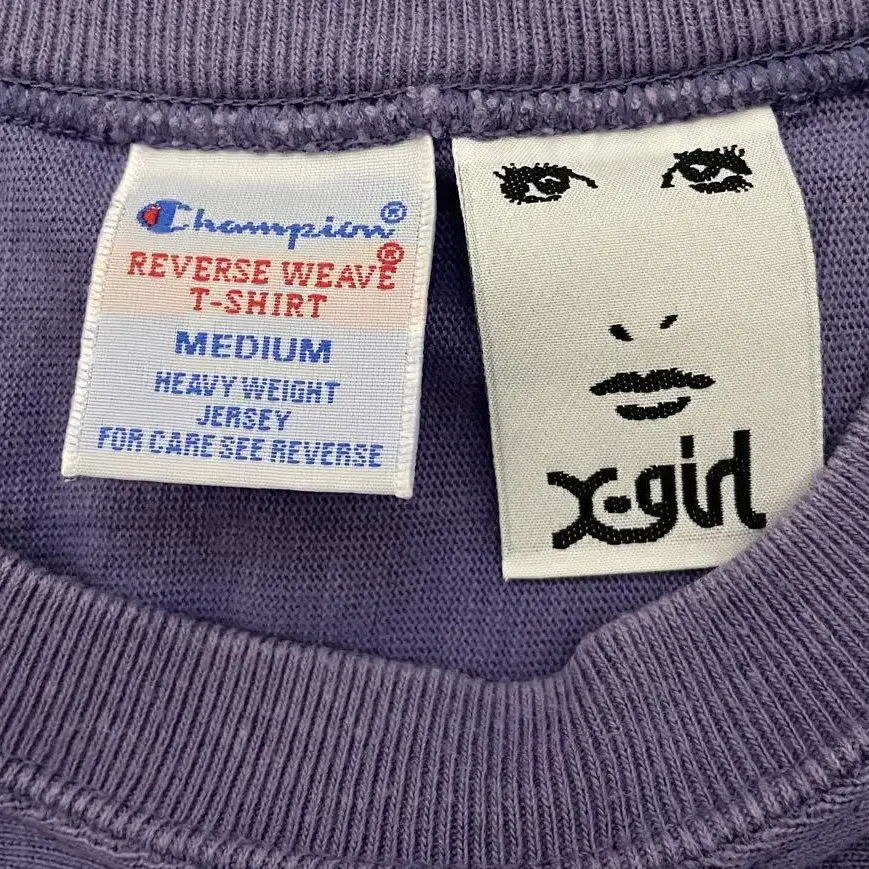 Champion®
REVERSE WEAVE®
T-SHIRT
MEDIUM
HEAVY WEIGHT
JERSEY
FOR CARE SEE REVERSE
X-girl